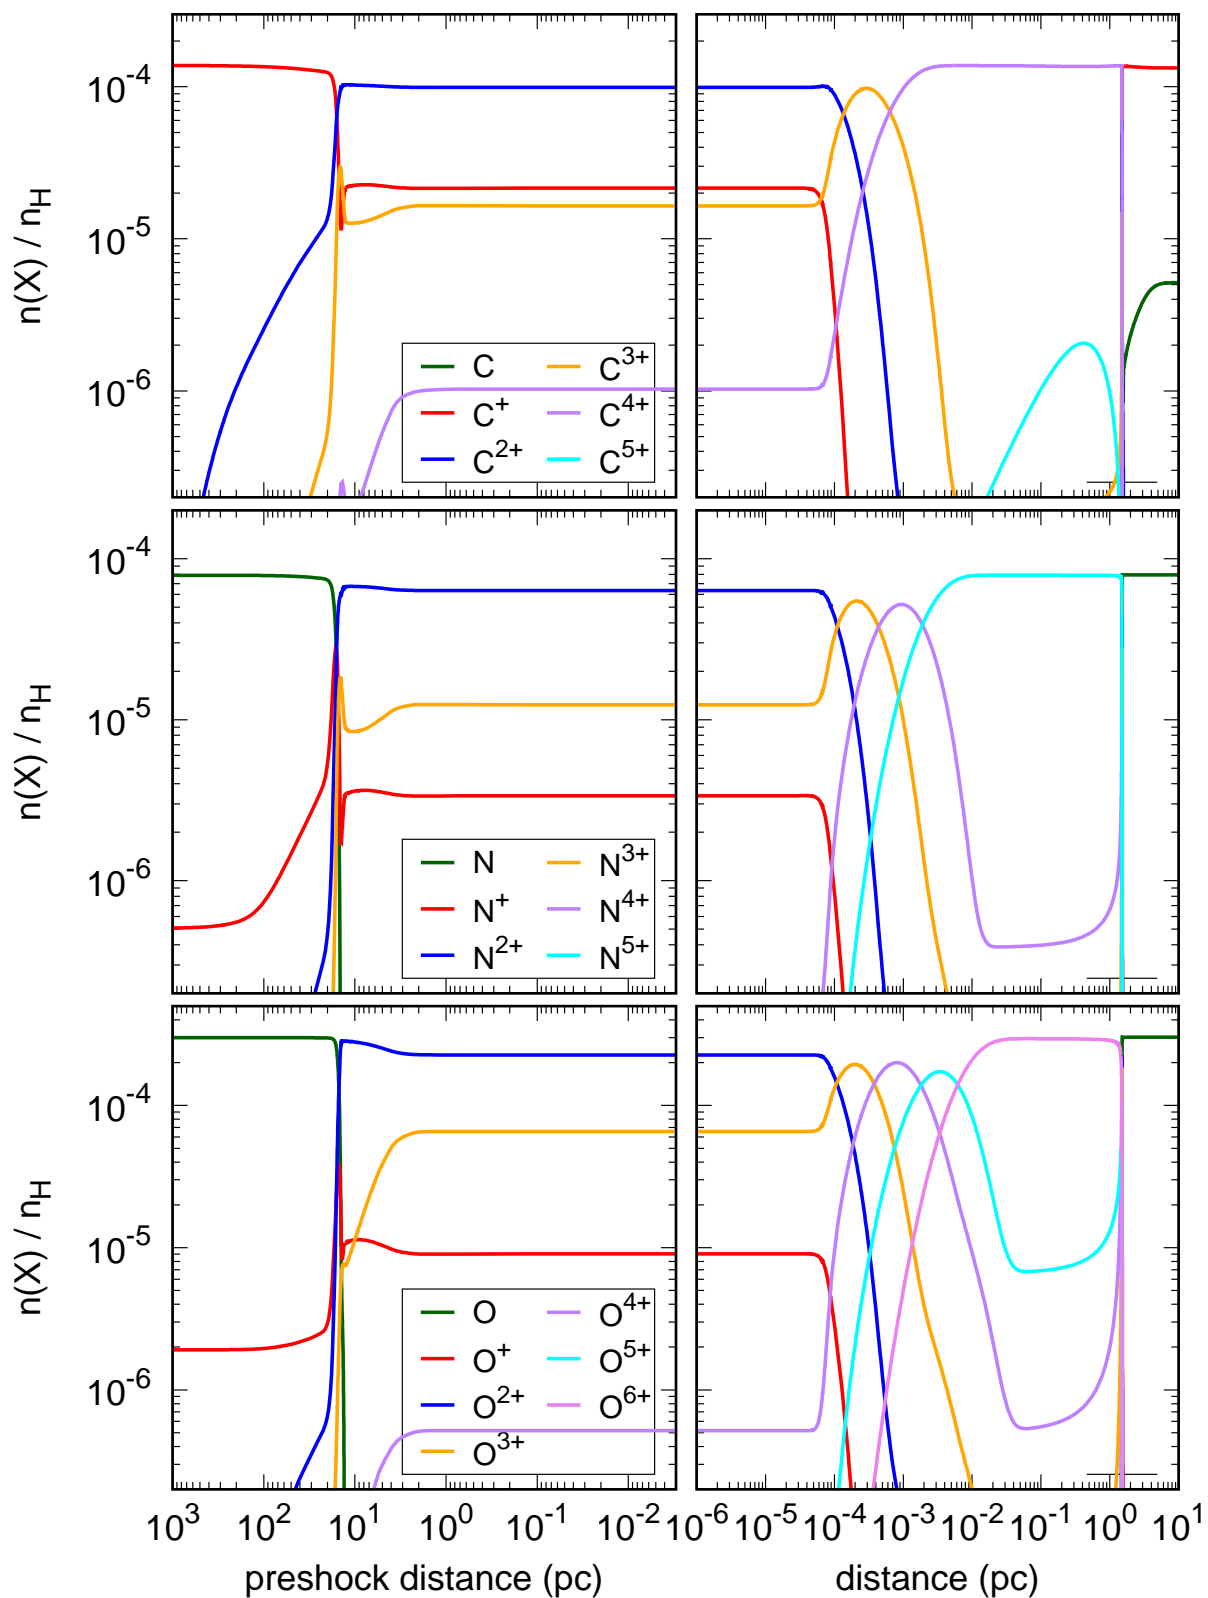 10^-4
10^-5
10^-6
n(X) / n_H
C C^3+
C^+ C^4+
C^2+ C^5+
10^-4
10^-5
10^-6
n(X) / n_H
N N^3+
N^+ N^4+
N^2+ N^5+
10^-4
10^-5
10^-6
n(X) / n_H
O O^4+
O^+ O^5+
O^2+ O^6+
O^3+
10^3 10^2 10^1 10^0 10^-1 10^-2 10^-6 10^-5 10^-4 10^-3 10^-2 10^-1 10^0 10^1
preshock distance (pc) distance (pc)